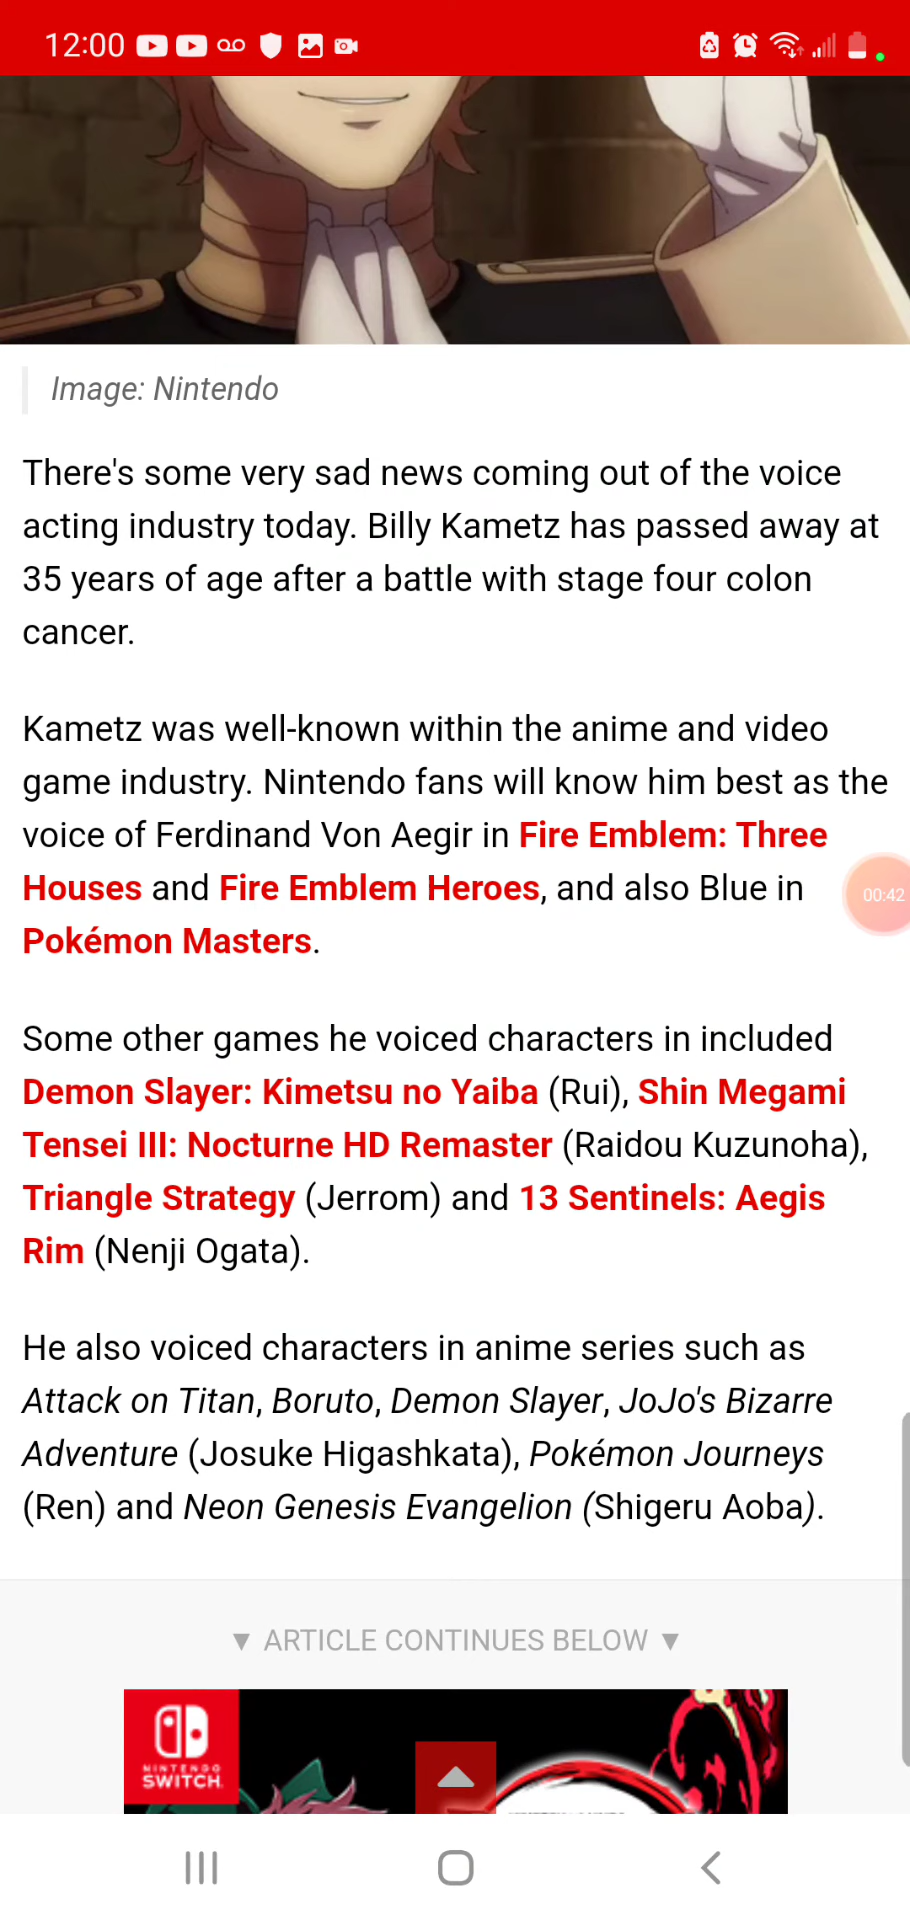 12:00
Image: Nintendo
There's some very sad news coming out of the voice
acting industry today. Billy Kametz has passed away at
35 years of age after a battle with stage four colon
cancer.
Kametz was well-known within the anime and video
game industry. Nintendo fans will know him best as the
voice of Ferdinand Von Aegir in Fire Emblem: Three
Houses and Fire Emblem Heroes, and also Blue in
00:42
Pokémon Masters.
Some other games he voiced characters in included
Demon Slayer: Kimetsu no Yaiba (Rui), Shin Megami
Tensei III: Nocturne HD Remaster (Raidou Kuzunoha),
Triangle Strategy (Jerrom) and 13 Sentinels: Aegis
Rim (Nenji Ogata).
He also voiced characters in anime series such as
Attack on Titan, Boruto, Demon Slayer, JoJo's Bizarre
Adventure (Josuke Higashkata), Pokémon Journeys
(Ren) and Neon Genesis Evangelion (Shigeru Aoba).
▼ ARTICLE CONTINUES BELOW ▼
NINTENDO
SWITCH